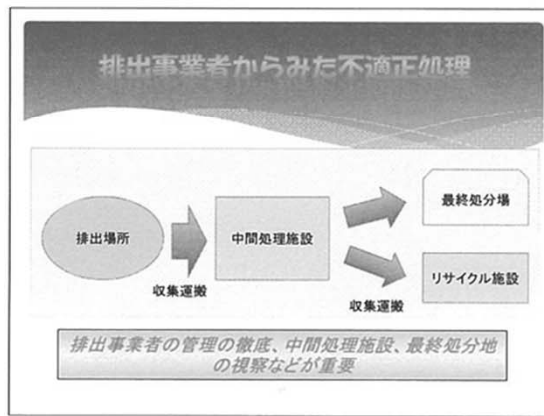 排出事業者からみた不適正処理
排出場所
収集運搬
中間処理施設
収集運搬
最終処分場
リサイクル施設
排出事業者の管理の徹底、中間処理施設、最終処分地
の視察などが重要